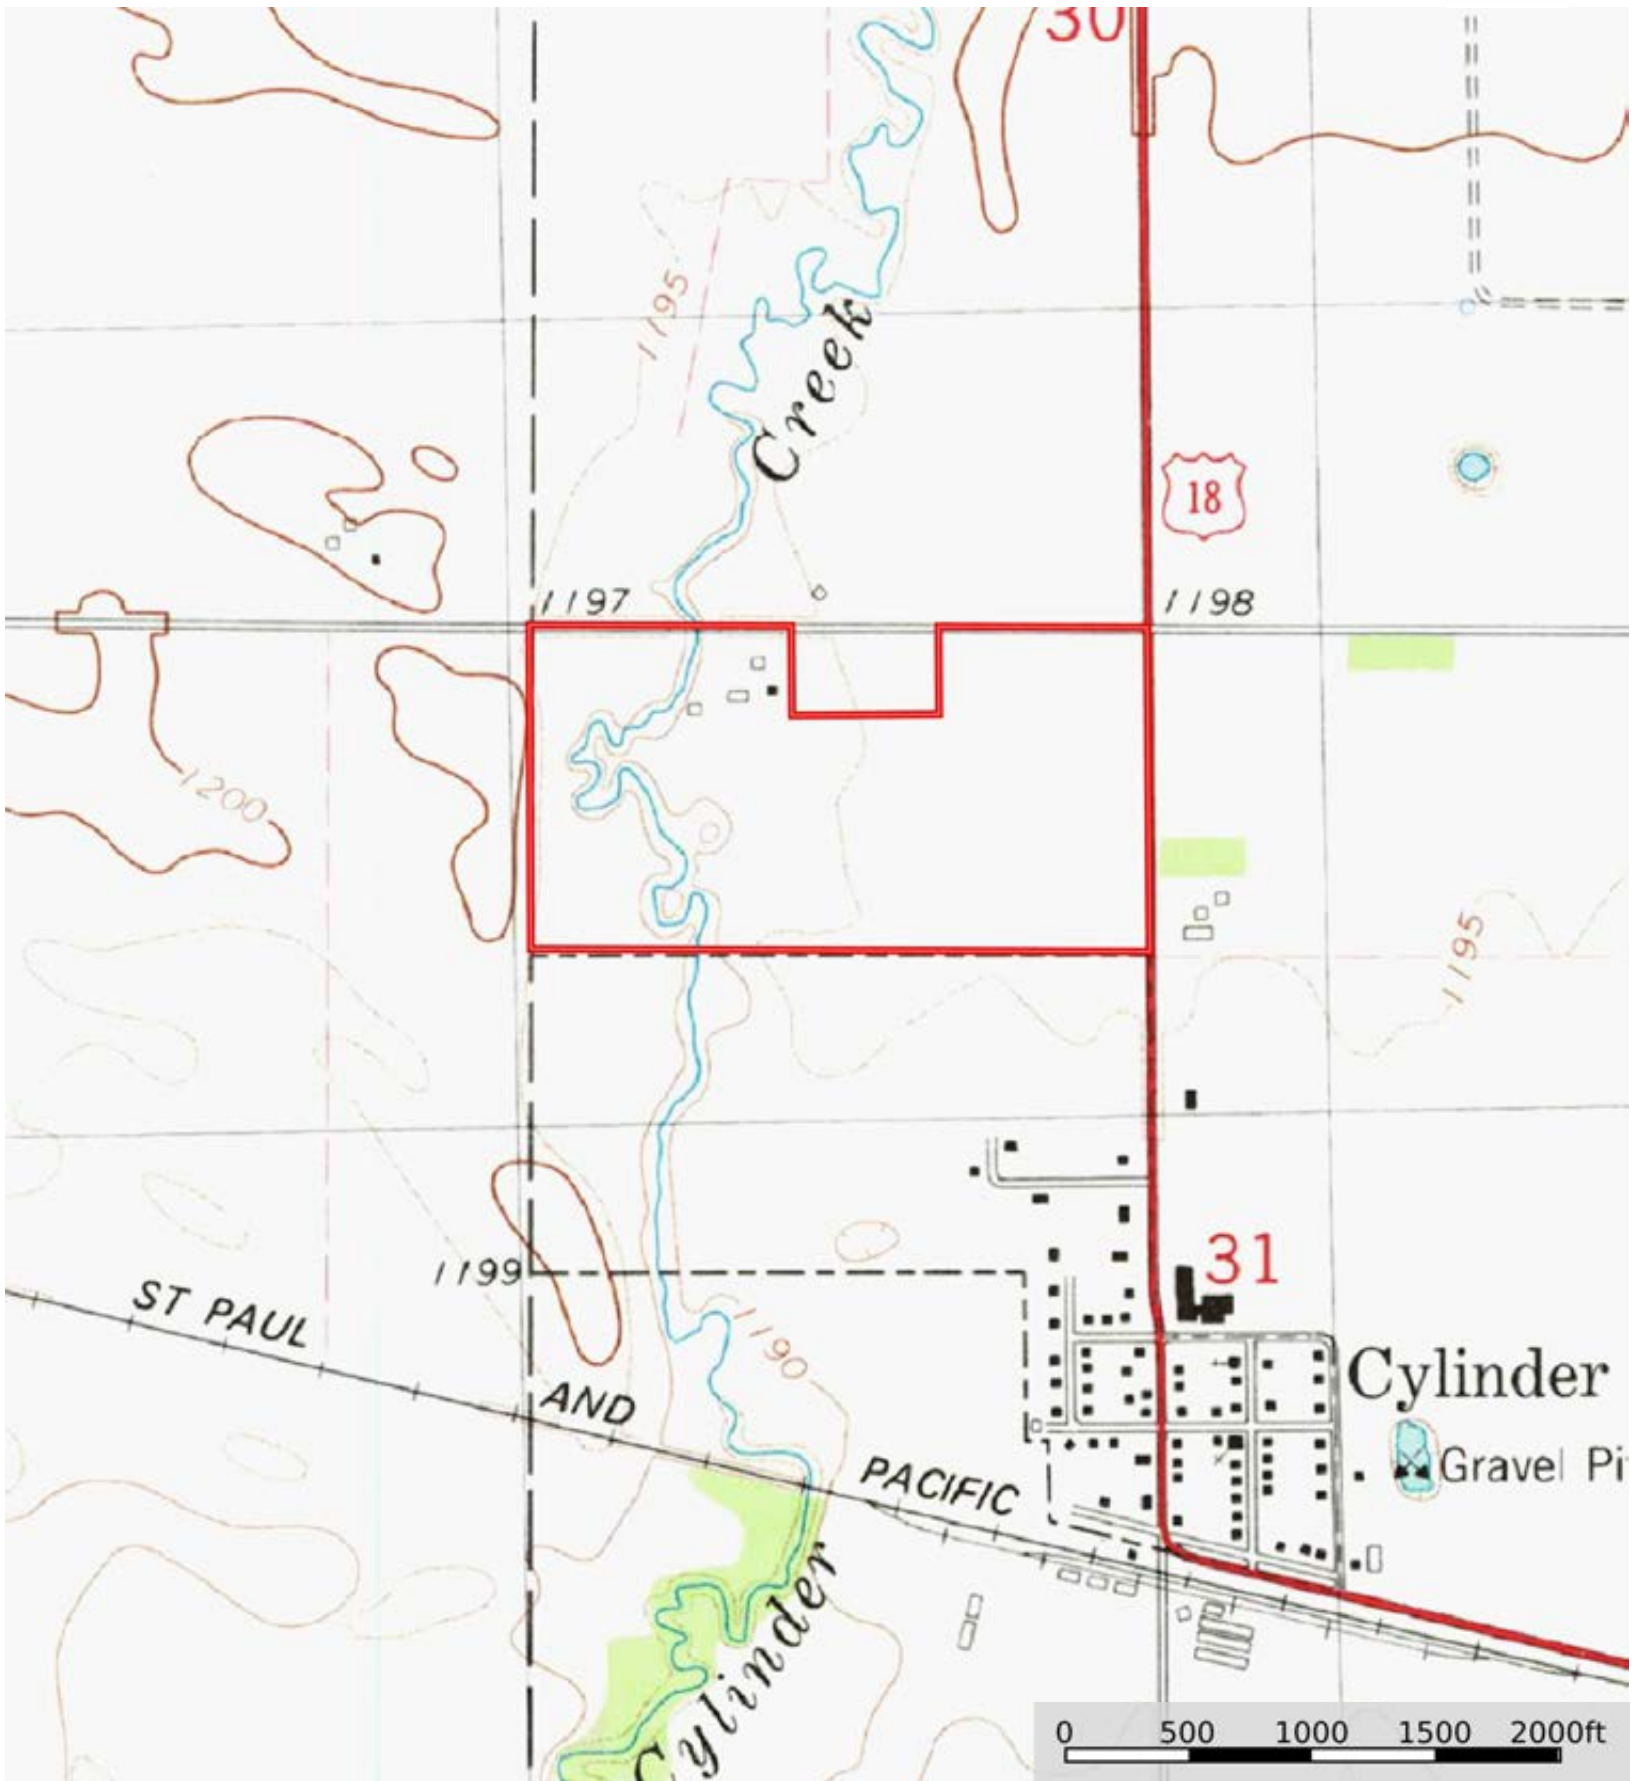 30
1195
Creek
18
1197
1198
1200
1195
31
1199
ST PAUL
AND
PACIFIC
1190
Cylinder
Gravel Pi
Cylinder
0 500 1000 1500 2000ft